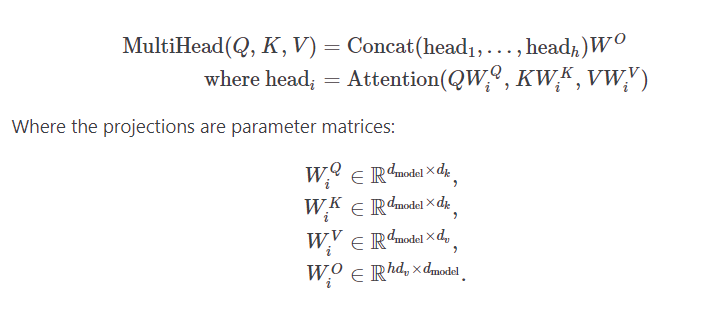 MultiHead(Q, K, V) = Concat(head₁, . . . , headₕ)W^O
where headᵢ = Attention(QWᵢ^Q, KWᵢ^K, VWᵢ^V)
Where the projections are parameter matrices:
Wᵢ^Q ∈ ℝ^{d_model × d_k},
Wᵢ^K ∈ ℝ^{d_model × d_k},
Wᵢ^V ∈ ℝ^{d_model × d_v},
Wᵢ^O ∈ ℝ^{hd_v × d_model}.